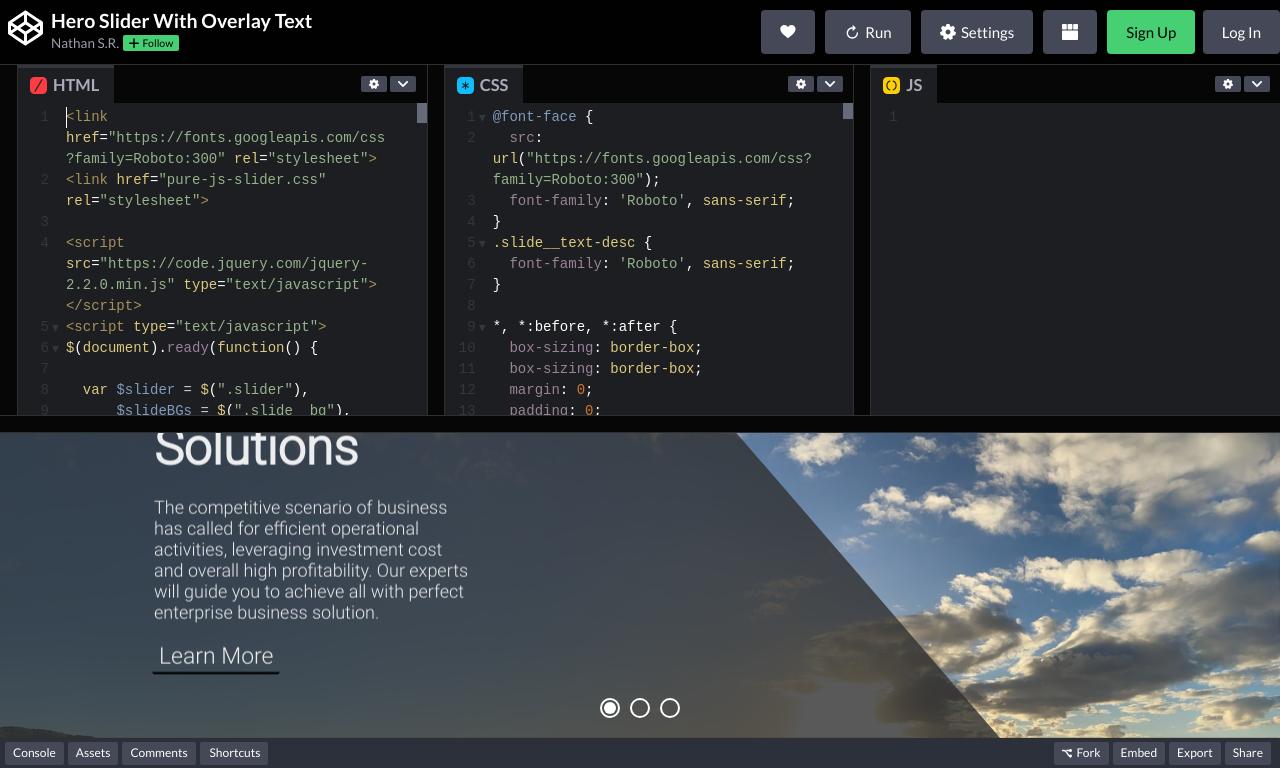 Hero Slider With Overlay Text
Nathan S.R. + Follow
Run
Settings
Sign Up
Log In
HTML
1 <link
href="https://fonts.googleapis.com/css
?family=Roboto:300" rel="stylesheet">
2 <link href="pure-js-slider.css"
rel="stylesheet">
3
4 <script
src="https://code.jquery.com/jquery-
2.2.0.min.js" type="text/javascript">
</script>
5 <script type="text/javascript">
6 $(document).ready(function() {
7
8 var $slider = $(".slider"),
9 $slideBGs = $(".slide__bg"),
* CSS
1 @font-face {
2 src:
url("https://fonts.googleapis.com/css?
family=Roboto:300");
3 font-family: 'Roboto', sans-serif;
4 }
5 .slide__text-desc {
6 font-family: 'Roboto', sans-serif;
7 }
8
9 *, *:before, *:after {
10 box-sizing: border-box;
11 box-sizing: border-box;
12 margin: 0;
13 padding: 0;
() JS
1
Solutions
The competitive scenario of business
has called for efficient operational
activities, leveraging investment cost
and overall high profitability. Our experts
will guide you to achieve all with perfect
enterprise business solution.
Learn More
Console
Assets
Comments
Shortcuts
Fork
Embed
Export
Share